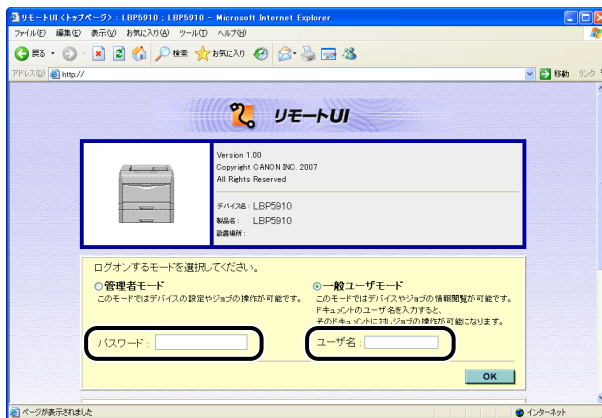 リモートUI <トップページ> : LBP5910 ; LBP5910 - Microsoft Internet Explorer
ファイル(F) 編集(E) 表示(V) お気に入り(A) ツール(T) ヘルプ(H)
戻る 検索 お気に入り
アドレス(D) http:// 移動 リンク
リモートUI
Version 1.00
Copyright CANON INC. 2007
All Rights Reserved
デバイス名 : LBP5910
製品名 : LBP5910
設置場所 :
ログオンするモードを選択してください。
管理者モード
このモードではデバイスの設定やジョブの操作が可能です。
パスワード :
一般ユーザモード
このモードではデバイスやジョブの情報閲覧が可能です。
ドキュメントのユーザ名を入力すると、
そのドキュメントに対しジョブの操作が可能になります。
ユーザ名 :
OK
ページが表示されました インターネット